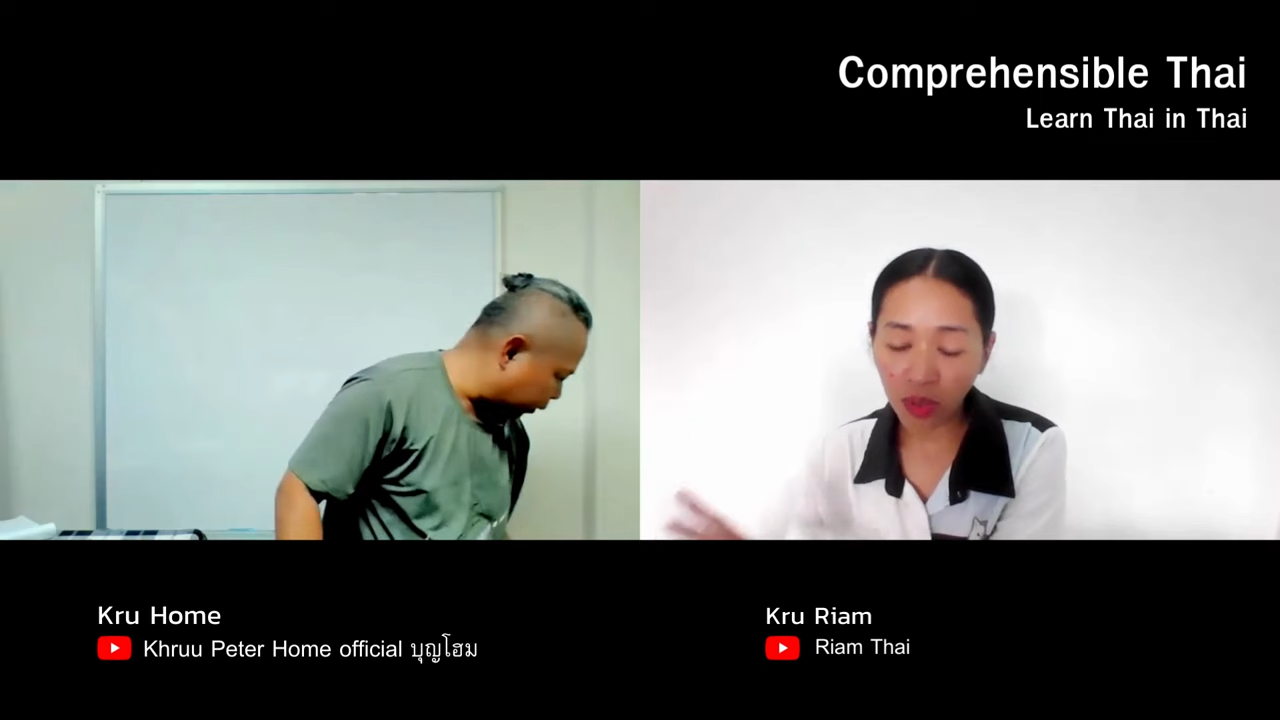 Comprehensible Thai
Learn Thai in Thai
Kru Home
Khruu Peter Home official บุญโฮม
Kru Riam
Riam Thai